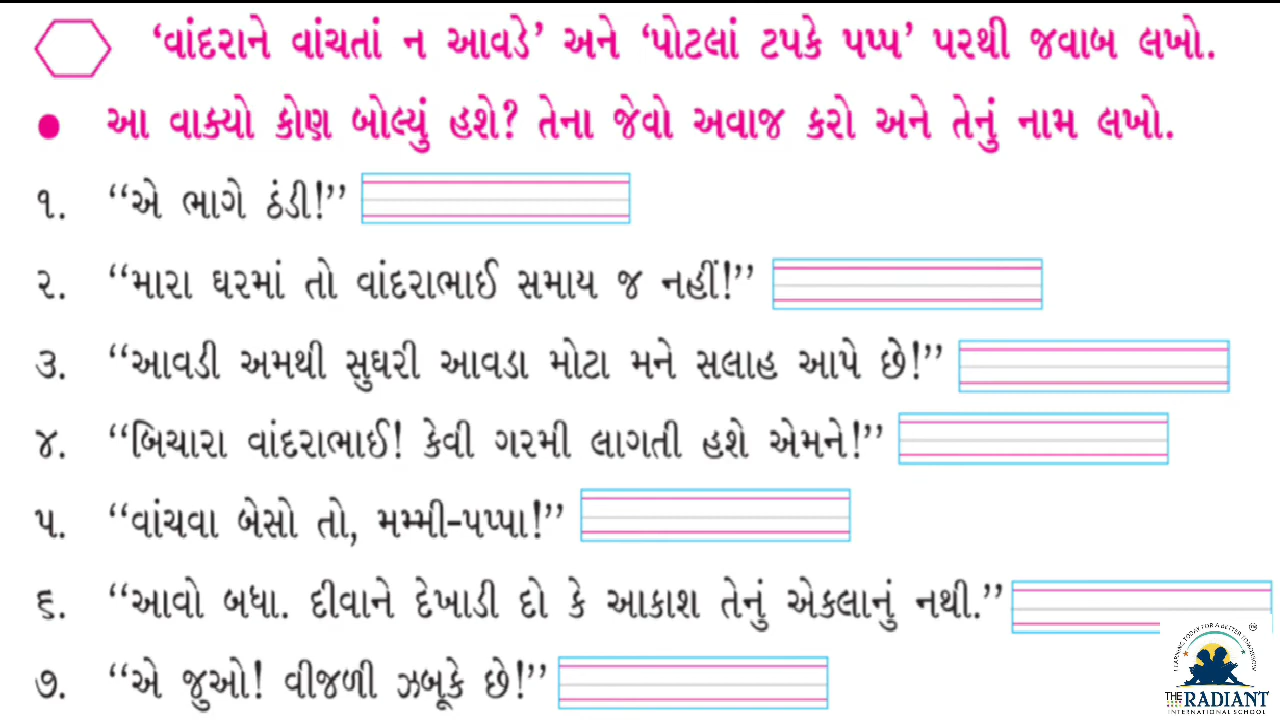 ‘વાંદરાને વાંચતાં ન આવડે’ અને ‘પોટલાં ટપકે પપ્પ’ પરથી જવાબ લખો.
● આ વાક્યો કોણ બોલ્યું હશે? તેના જેવો અવાજ કરો અને તેનું નામ લખો.
૧. “એ ભાગે ઠંડી!”
૨. “મારા ઘરમાં તો વાંદરાભાઈ સમાય જ નહીં!”
૩. “આવડી અમથી સુઘરી આવડા મોટા મને સલાહ આપે છે!”
૪. “બિચારા વાંદરાભાઈ! કેવી ગરમી લાગતી હશે એમને!”
૫. “વાંચવા બેસો તો, મમ્મી-પપ્પા!”
૬. “આવો બધા. દીવાને દેખાડી દો કે આકાશ તેનું એકલાનું નથી.”
૭. “એ જુઓ! વીજળી ઝબૂકે છે!”
THE RADIANT
INTERNATIONAL SCHOOL